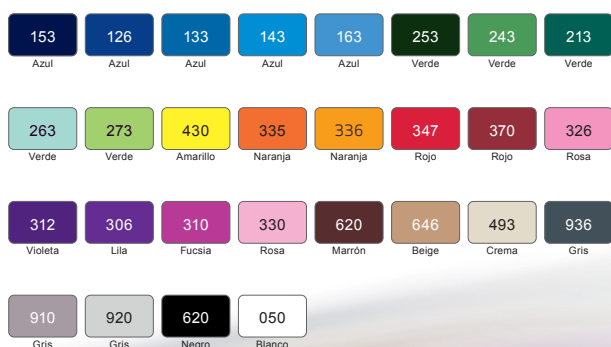 153 126 133 143 163 253 243 213
Azul Azul Azul Azul Azul Verde Verde Verde
263 273 430 335 336 347 370 326
Verde Verde Amarillo Naranja Naranja Rojo Rojo Rosa
312 306 310 330 620 646 493 936
Violeta Lila Fucsia Rosa Marrón Beige Crema Gris
910 920 620 050
Gris Gris Negro Blanco